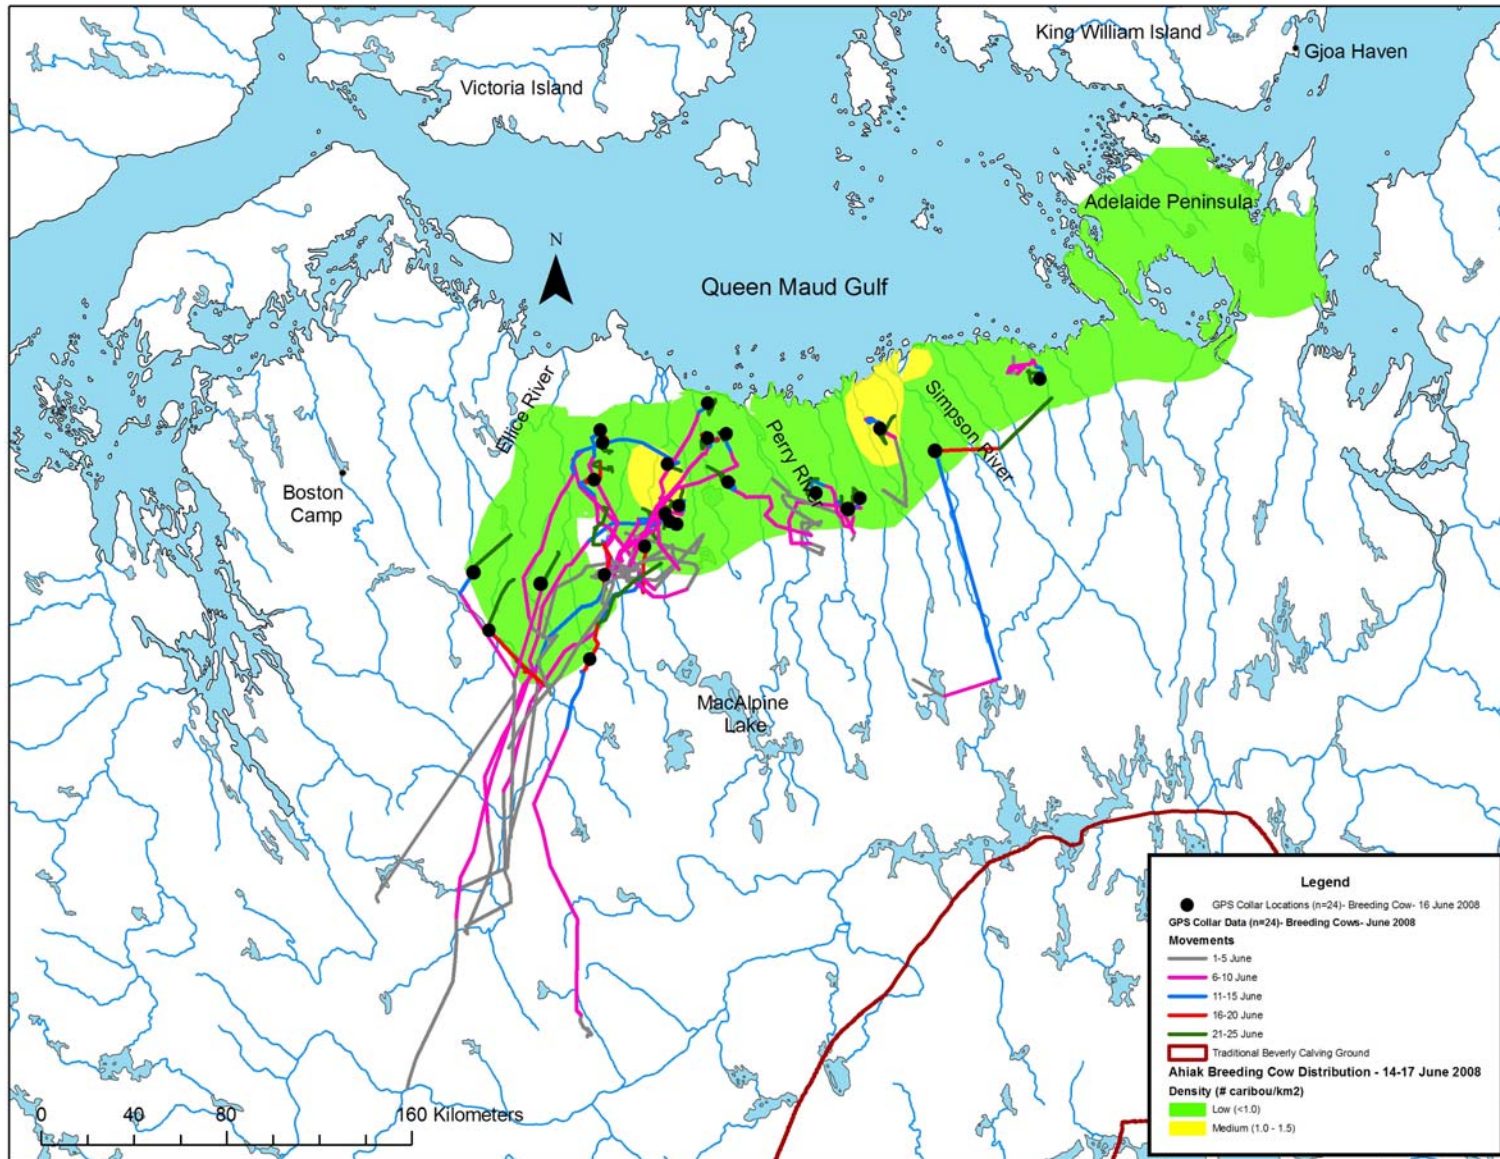 King William Island
Gjoa Haven
Victoria Island
Adelaide Peninsula
N
Queen Maud Gulf
Ellice River
Simpson River
Perry River
Boston
Camp
MacAlpine
Lake
Legend
GPS Collar Locations (n=24)- Breeding Cow- 16 June 2008
GPS Collar Data (n=24)- Breeding Cows- June 2008
Movements
1-5 June
6-10 June
11-15 June
16-20 June
21-25 June
Traditional Beverly Calving Ground
Ahiak Breeding Cow Distribution - 14-17 June 2008
Density (# caribou/km2)
Low (<1.0)
Medium (1.0 - 1.5)
0 40 80 160 Kilometers